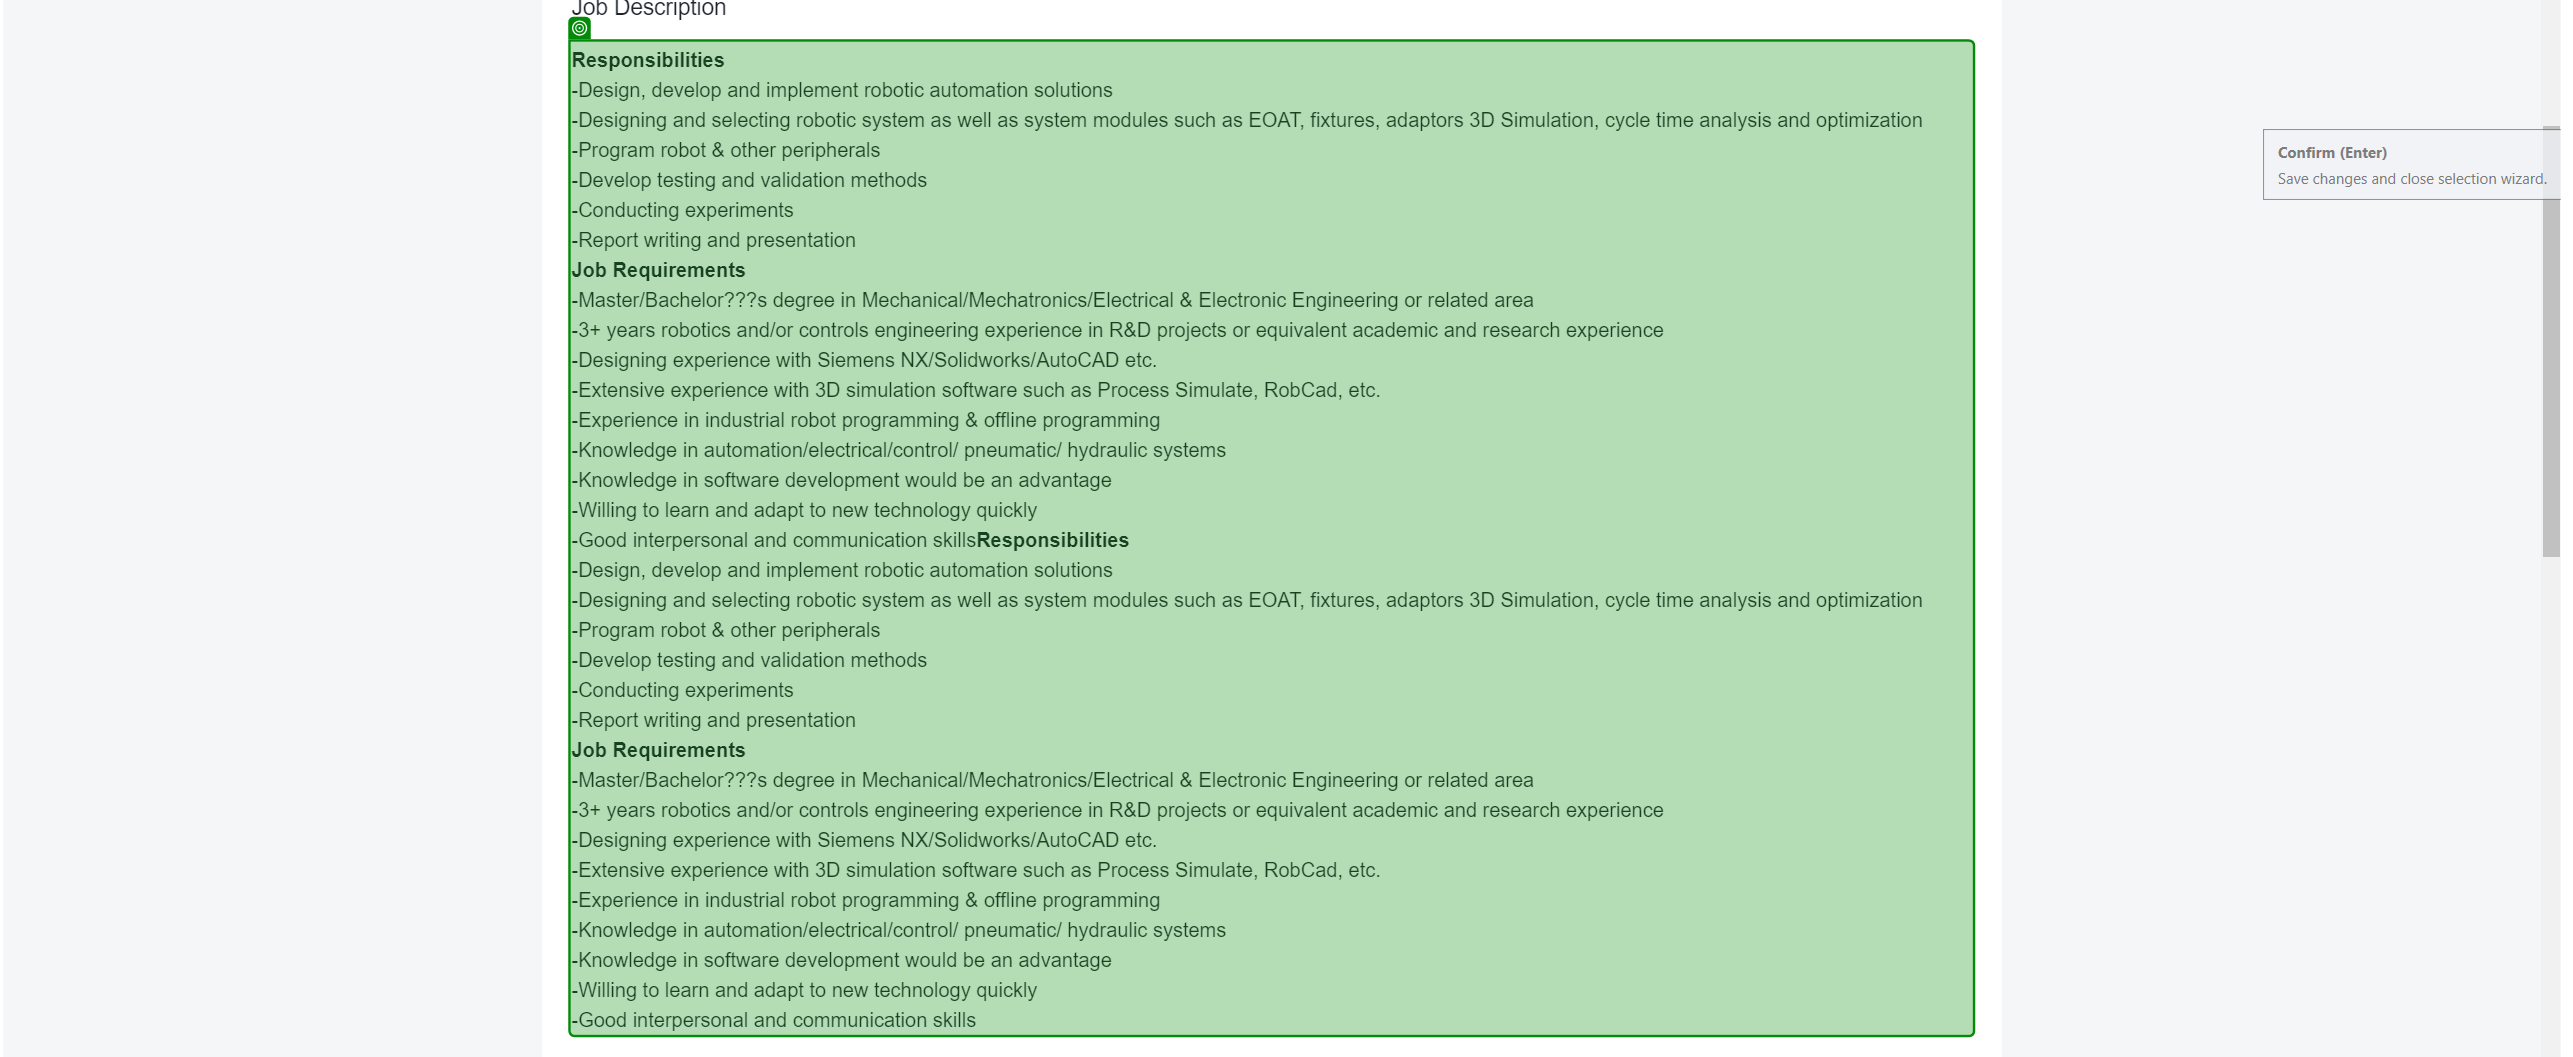 Job Description
Responsibilities
-Design, develop and implement robotic automation solutions
-Designing and selecting robotic system as well as system modules such as EOAT, fixtures, adaptors 3D Simulation, cycle time analysis and optimization
-Program robot & other peripherals
-Develop testing and validation methods
-Conducting experiments
-Report writing and presentation
Job Requirements
-Master/Bachelor???s degree in Mechanical/Mechatronics/Electrical & Electronic Engineering or related area
-3+ years robotics and/or controls engineering experience in R&D projects or equivalent academic and research experience
-Designing experience with Siemens NX/Solidworks/AutoCAD etc.
-Extensive experience with 3D simulation software such as Process Simulate, RobCad, etc.
-Experience in industrial robot programming & offline programming
-Knowledge in automation/electrical/control/ pneumatic/ hydraulic systems
-Knowledge in software development would be an advantage
-Willing to learn and adapt to new technology quickly
-Good interpersonal and communication skillsResponsibilities
-Design, develop and implement robotic automation solutions
-Designing and selecting robotic system as well as system modules such as EOAT, fixtures, adaptors 3D Simulation, cycle time analysis and optimization
-Program robot & other peripherals
-Develop testing and validation methods
-Conducting experiments
-Report writing and presentation
Job Requirements
-Master/Bachelor???s degree in Mechanical/Mechatronics/Electrical & Electronic Engineering or related area
-3+ years robotics and/or controls engineering experience in R&D projects or equivalent academic and research experience
-Designing experience with Siemens NX/Solidworks/AutoCAD etc.
-Extensive experience with 3D simulation software such as Process Simulate, RobCad, etc.
-Experience in industrial robot programming & offline programming
-Knowledge in automation/electrical/control/ pneumatic/ hydraulic systems
-Knowledge in software development would be an advantage
-Willing to learn and adapt to new technology quickly
-Good interpersonal and communication skills
Confirm (Enter)
Save changes and close selection wizard.